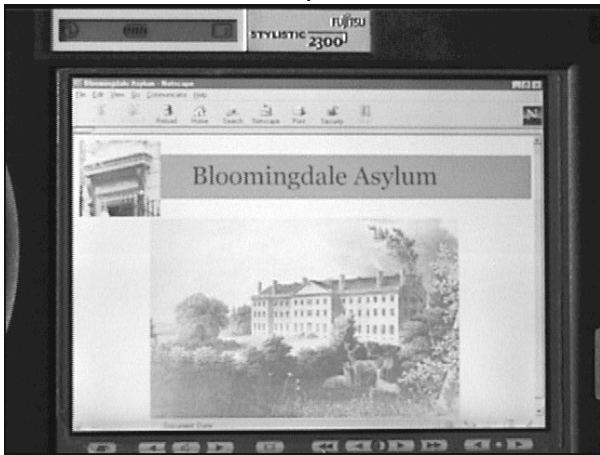 FUJITSU
STYLISTIC 2300
Bloomingdale Asylum - Netscape
File Edit View Go Communicator Help
Reload Home Search Netscape Print Security
Bloomingdale Asylum
Document Done